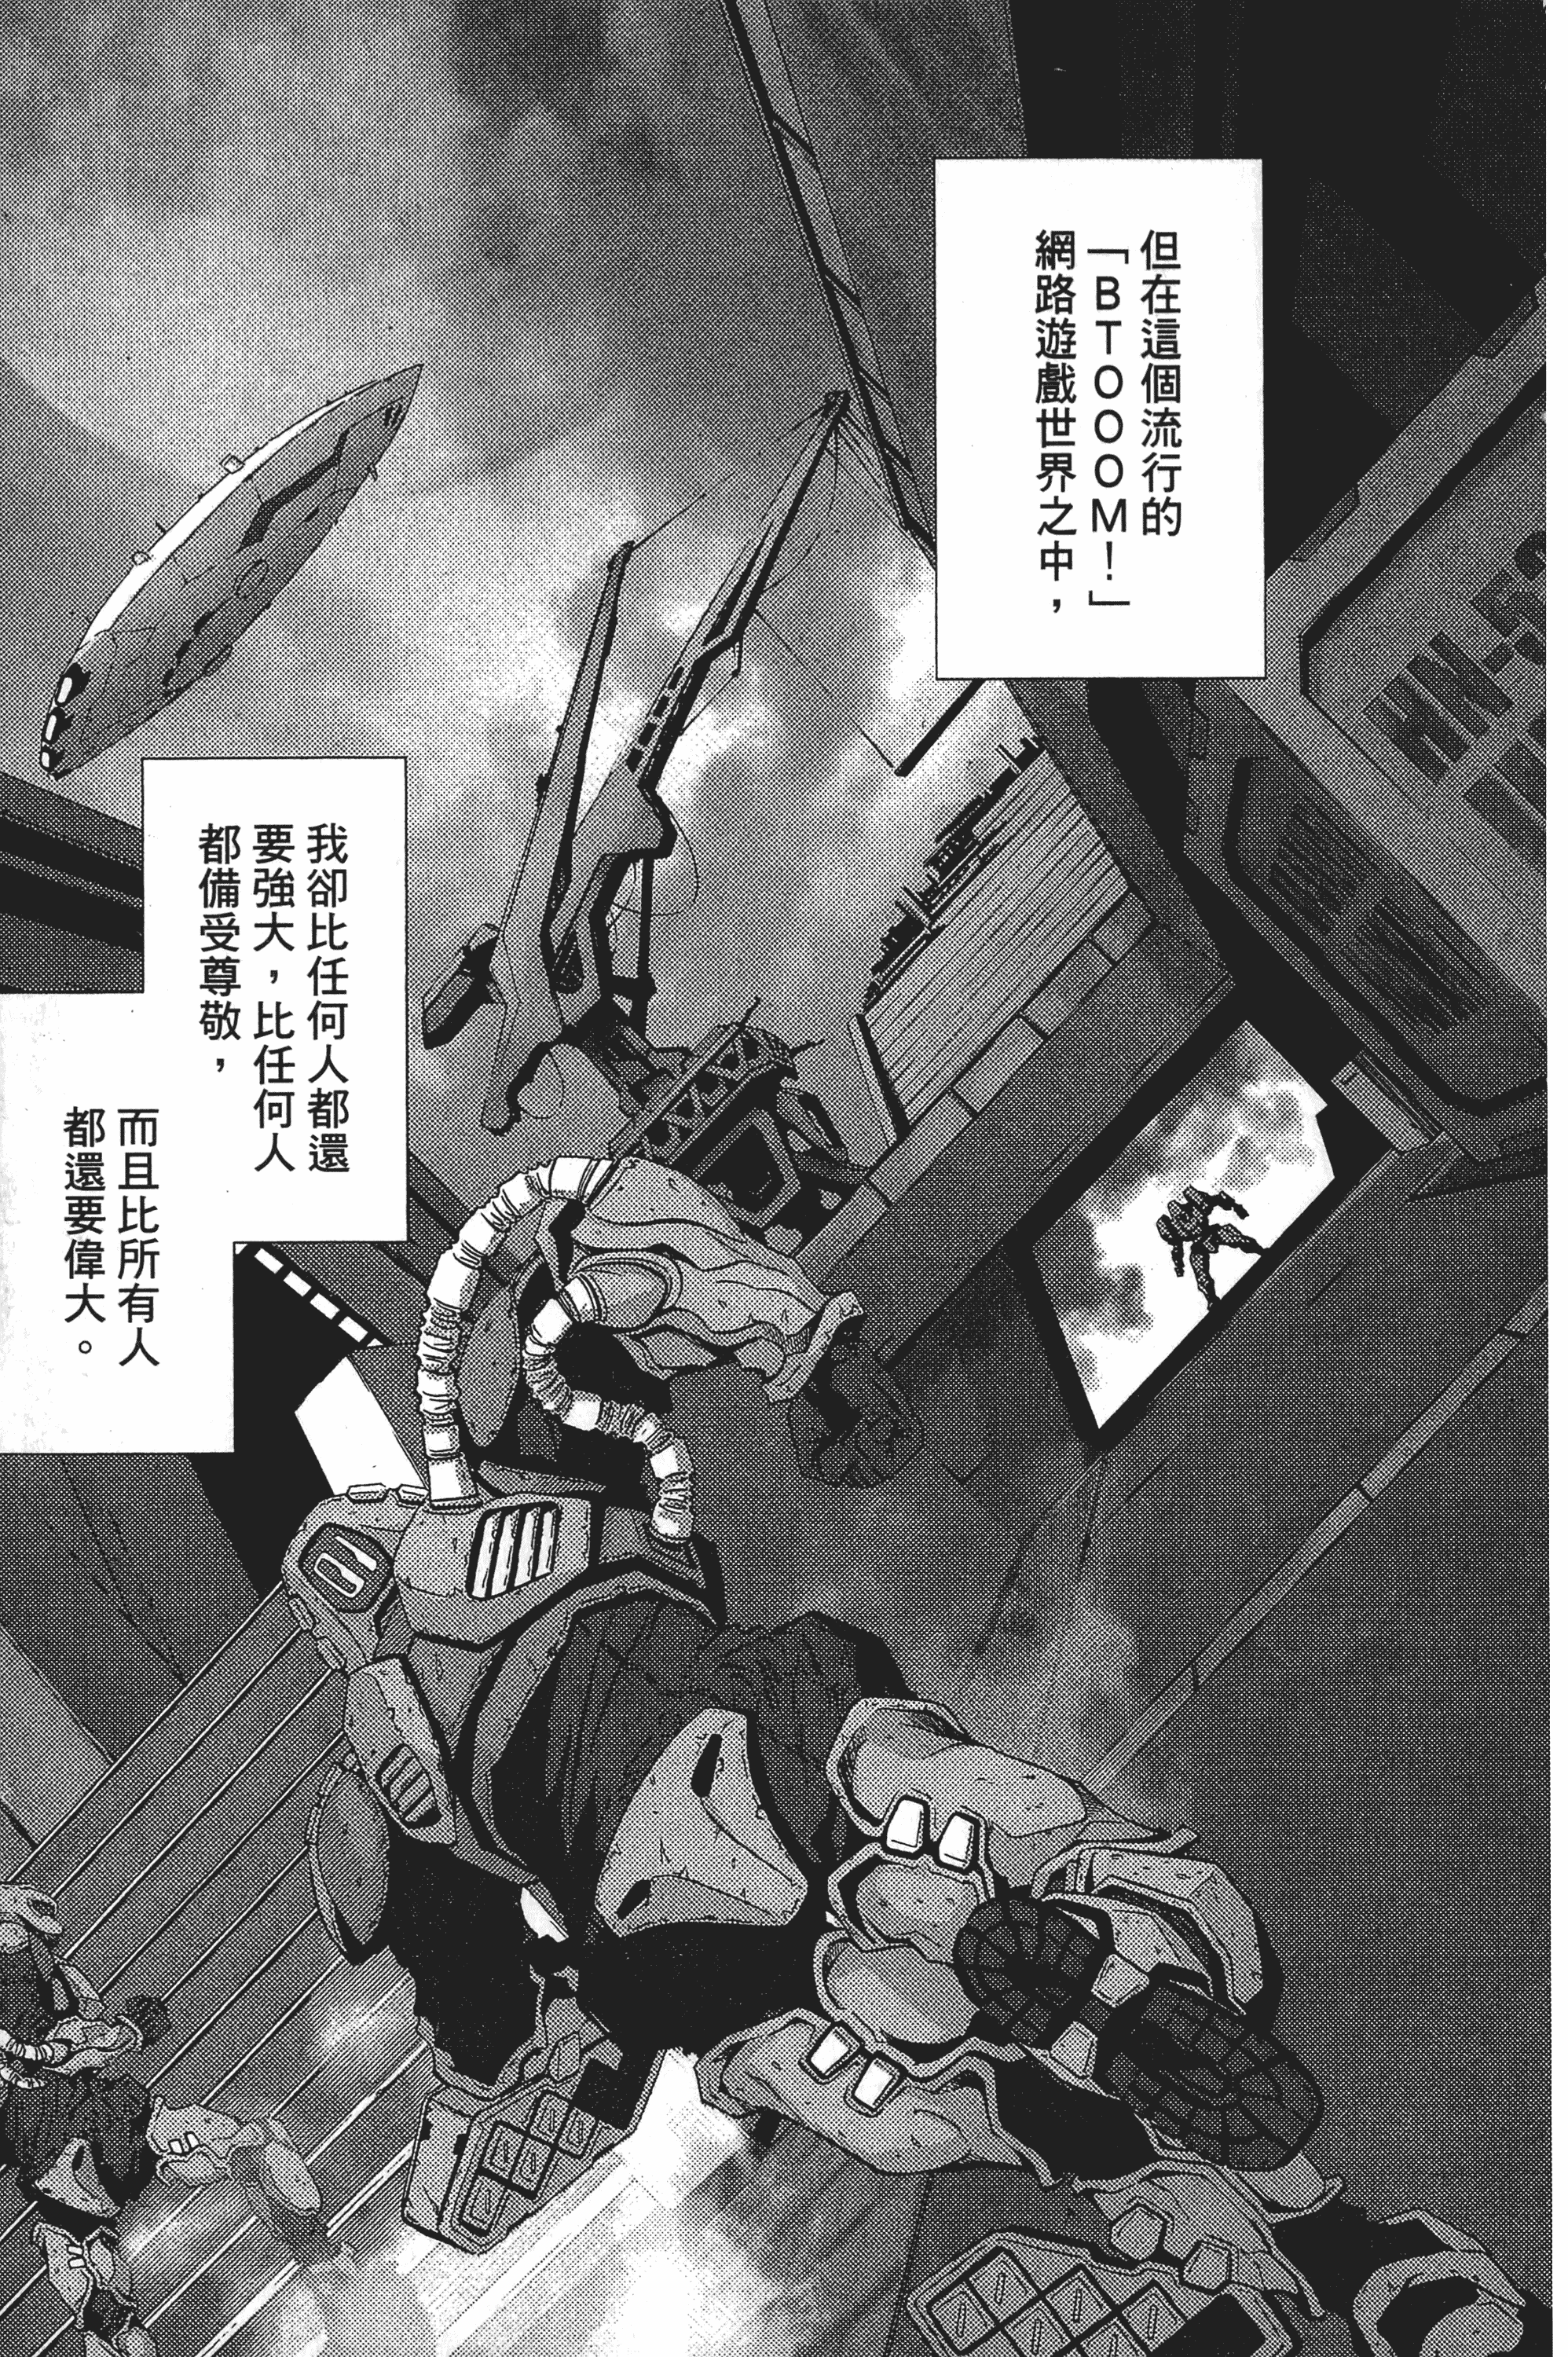 但在這個流行的
「BTOOOM！」
網路遊戲世界之中，
我卻比任何人都還
要強大，比任何人
都備受尊敬，
而且比所有人
都還要偉大。